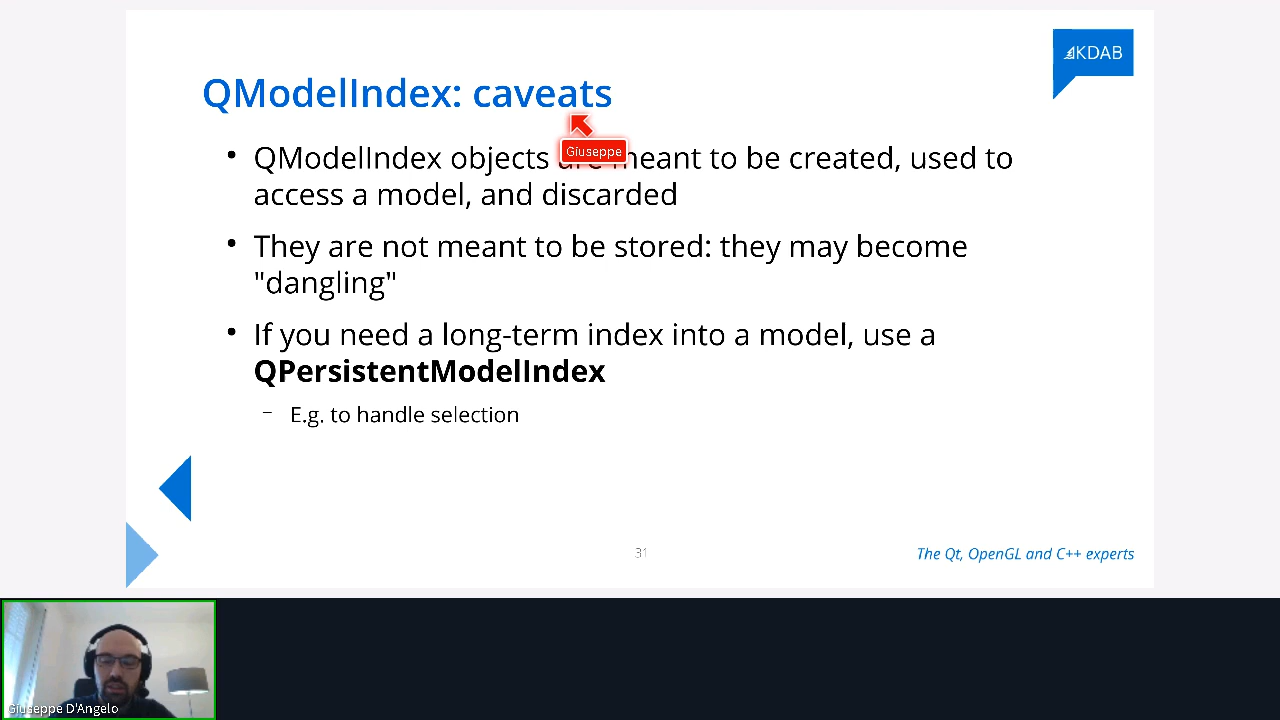 KDAB
QModelIndex: caveats
Giuseppe
• QModelIndex objects are meant to be created, used to
access a model, and discarded
• They are not meant to be stored: they may become
"dangling"
• If you need a long-term index into a model, use a
QPersistentModelIndex
– E.g. to handle selection
31
The Qt, OpenGL and C++ experts
Giuseppe D'Angelo